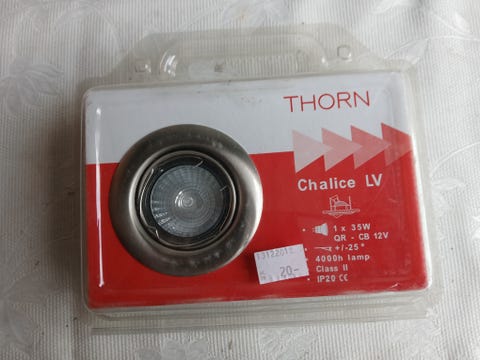 THORN
Chalice LV
1 x 35W
QR - CB 12V
+/-25°
4000h lamp
Class II
IP20 CE
20,-